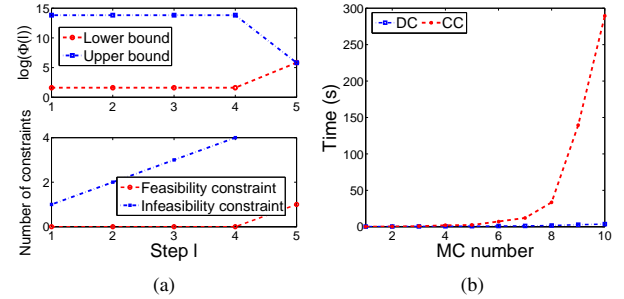 15
10
5
0
log(Φ(l))
Lower bound
Upper bound
1 2 3 4 5
4
2
0
Number of constraints
Feasibility constraint
Infeasibility constraint
1 2 3 4 5
Step l
(a)
300
250
200
150
100
50
0
Time (s)
DC CC
2 4 6 8 10
MC number
(b)